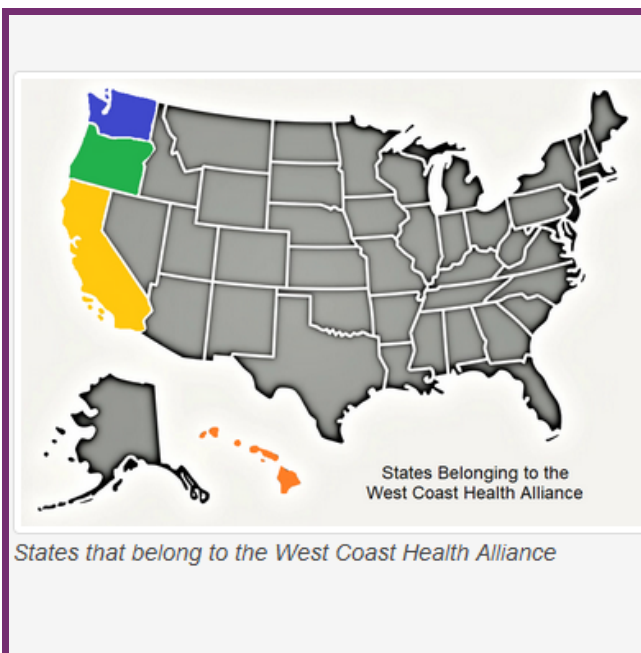 States Belonging to the
West Coast Health Alliance
States that belong to the West Coast Health Alliance